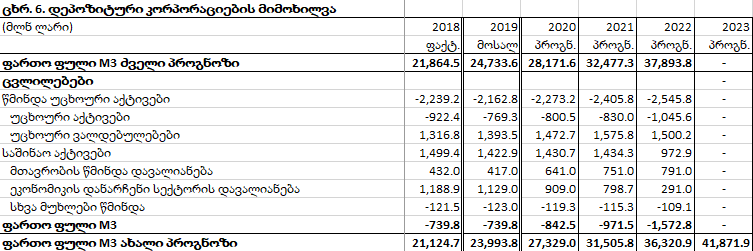 ცხრ. 6. დეპოზიტური კორპორაციების მიმოხილვა
(მლნ ლარი) 2018 2019 2020 2021 2022 2023
ფაქტ. მოსალ პროგნ. პროგნ. პროგნ. პროგნ.
ფართო ფული M3 ძველი პროგნოზი 21,864.5 24,733.6 28,171.6 32,477.3 37,893.8 -
ცვლილებები -
წმინდა უცხოური აქტივები -2,239.2 -2,162.8 -2,273.2 -2,405.8 -2,545.8 -
უცხოური აქტივები -922.4 -769.3 -800.5 -830.0 -1,045.6 -
უცხოური ვალდებულებები 1,316.8 1,393.5 1,472.7 1,575.8 1,500.2 -
საშინაო აქტივები 1,499.4 1,422.9 1,430.7 1,434.3 972.9 -
მთავრობის წმინდა დავალიანება 432.0 417.0 641.0 751.0 791.0 -
ეკონომიკის დანარჩენი სექტორის დავალიანება 1,188.9 1,129.0 909.0 798.7 291.0 -
სხვა მუხლები წმინდა -121.5 -123.0 -119.3 -115.3 -109.1 -
ფართო ფული M3 -739.8 -739.8 -842.5 -971.5 -1,572.8 -
ფართო ფული M3 ახალი პროგნოზი 21,124.7 23,993.8 27,329.0 31,505.8 36,320.9 41,871.9